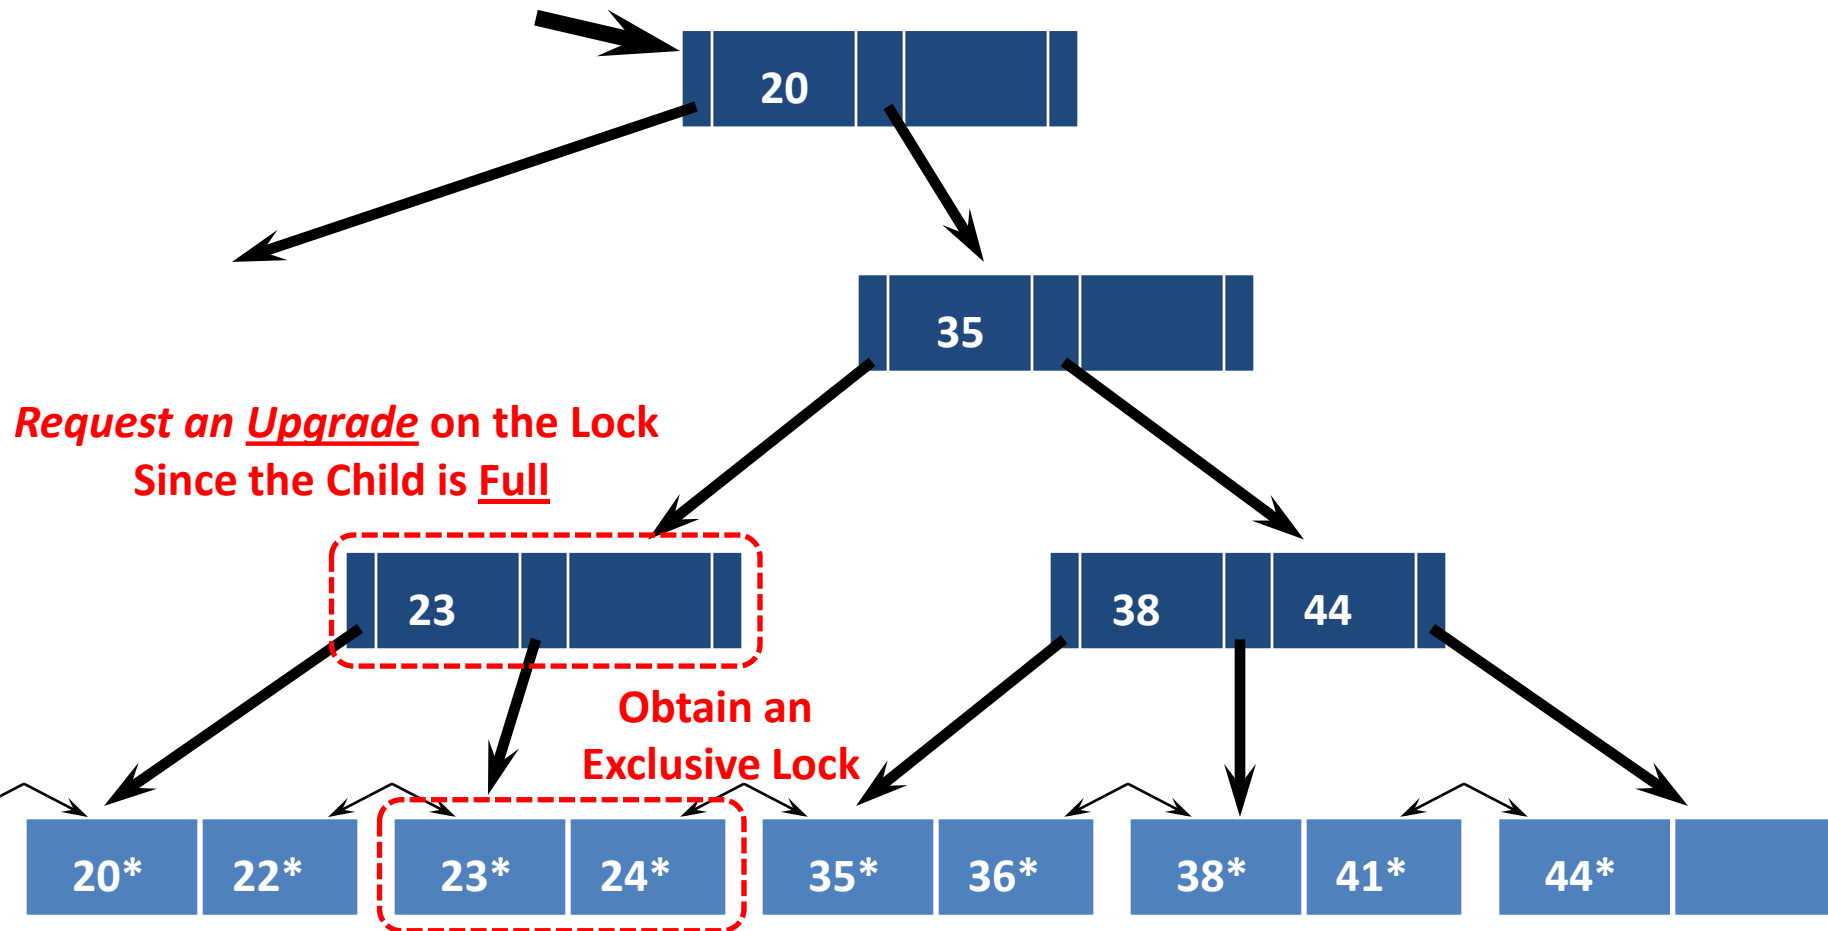 20
35
Request an Upgrade on the Lock
Since the Child is Full
23
38 44
Obtain an
Exclusive Lock
20* 22* 23* 24* 35* 36* 38* 41* 44*